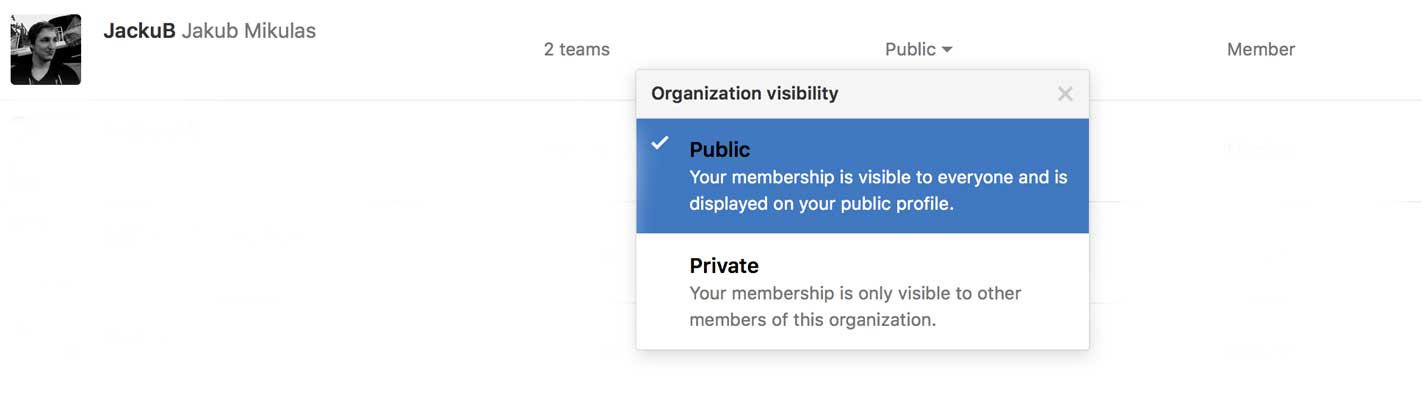 JackuB Jakub Mikulas
2 teams
Public
Member
Organization visibility
Public
Your membership is visible to everyone and is
displayed on your public profile.
Private
Your membership is only visible to other
members of this organization.